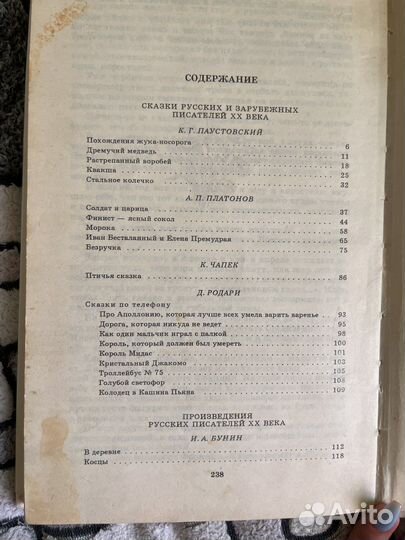 СОДЕРЖАНИЕ
СКАЗКИ РУССКИХ И ЗАРУБЕЖНЫХ
ПИСАТЕЛЕЙ XX ВЕКА
К. Г. ПАУСТОВСКИЙ
Похождения жука-носорога 6
Дремучий медведь 11
Растрепанный воробей 18
Квакша 25
Стальное колечко 32
А. П. ПЛАТОНОВ
Солдат и царица 37
Финист — ясный сокол 44
Морока 58
Иван Бесталанный и Елена Премудрая 65
Безручка 75
К. ЧАПЕК
Птичья сказка 86
Д. РОДАРИ
Сказки по телефону
Про Аполлонию, которая лучше всех умела варить варенье 93
Дорога, которая никуда не ведет 95
Как один мальчик играл с палкой 98
Король, который должен был умереть 100
Король Мидас 101
Кристальный Джакомо 103
Троллейбус № 75 105
Голубой светофор 108
Колодец в Кашина Пьяна 109
ПРОИЗВЕДЕНИЯ
РУССКИХ ПИСАТЕЛЕЙ XX ВЕКА
И. А. БУНИН
В деревне 112
Косцы 118
238
Avito